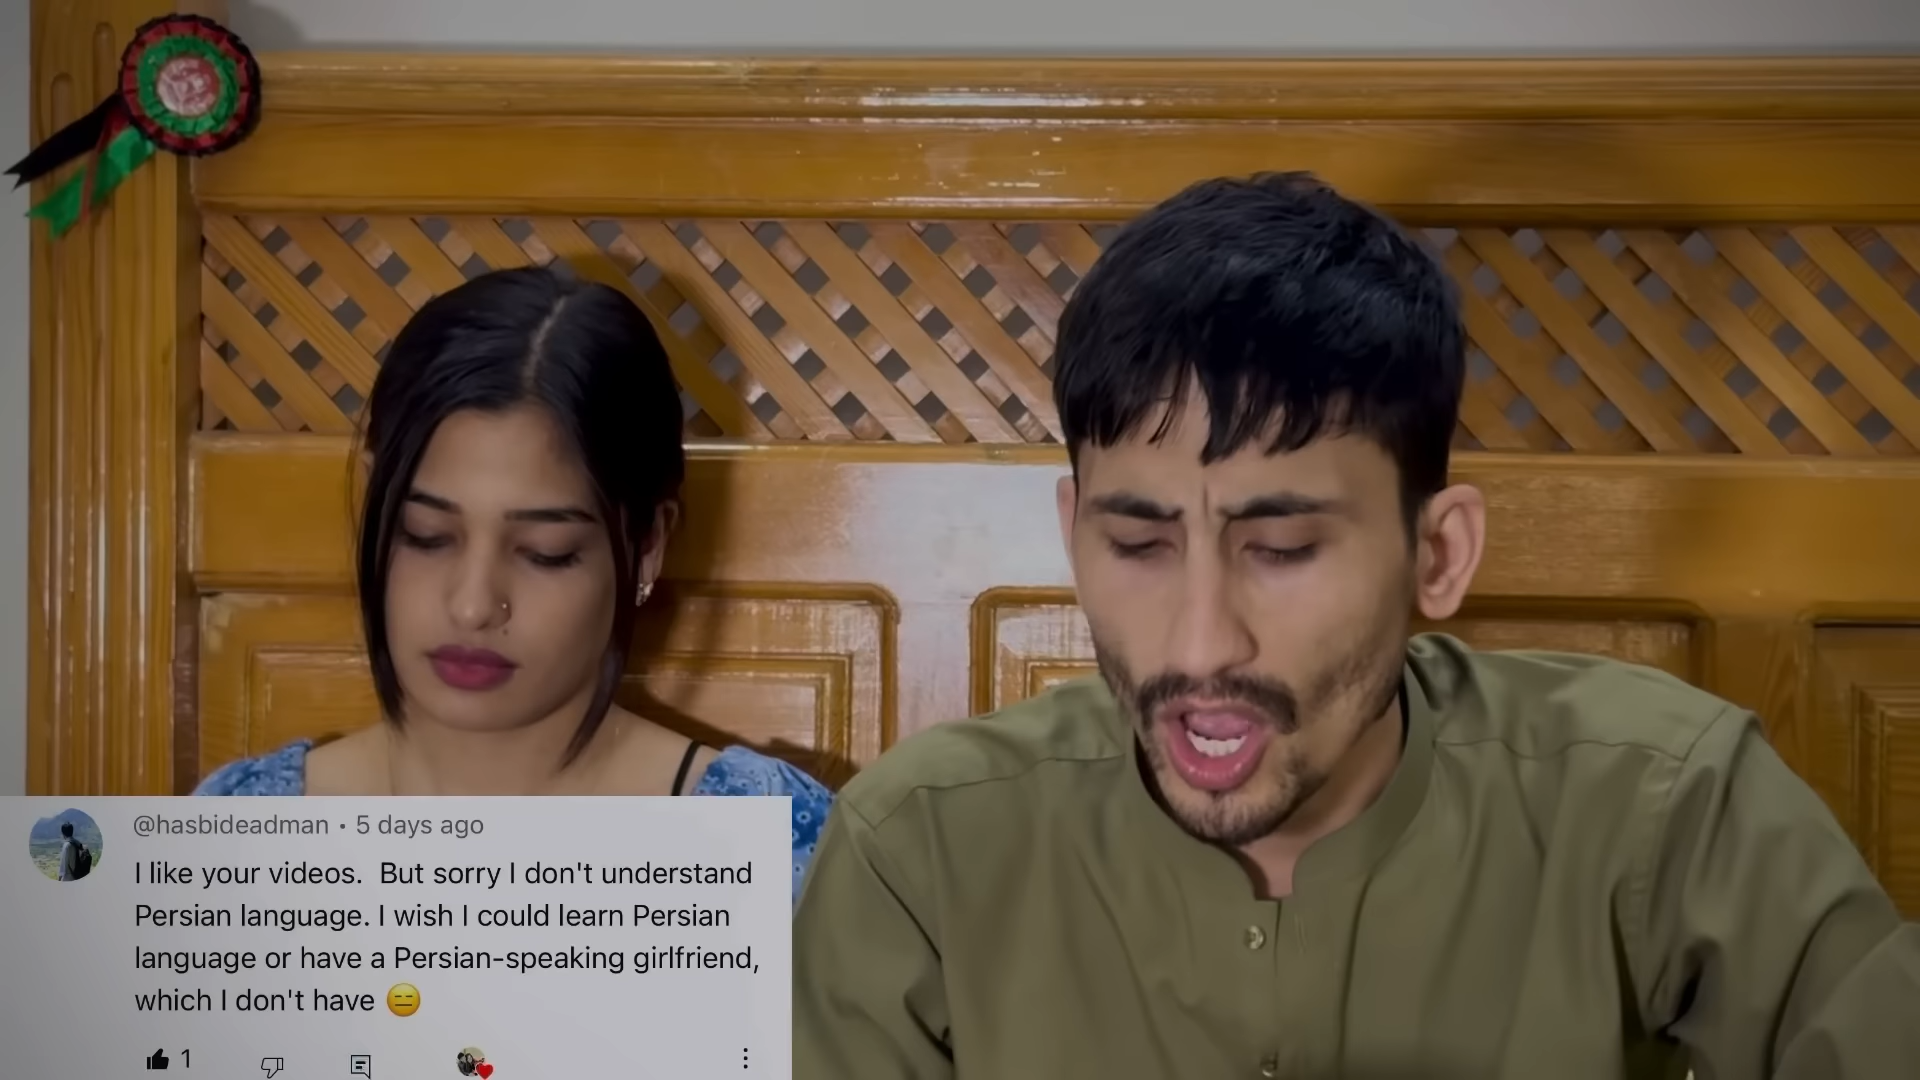 @hasbideadman • 5 days ago
I like your videos.  But sorry I don't understand
Persian language. I wish I could learn Persian
language or have a Persian-speaking girlfriend,
which I don't have 😑
1